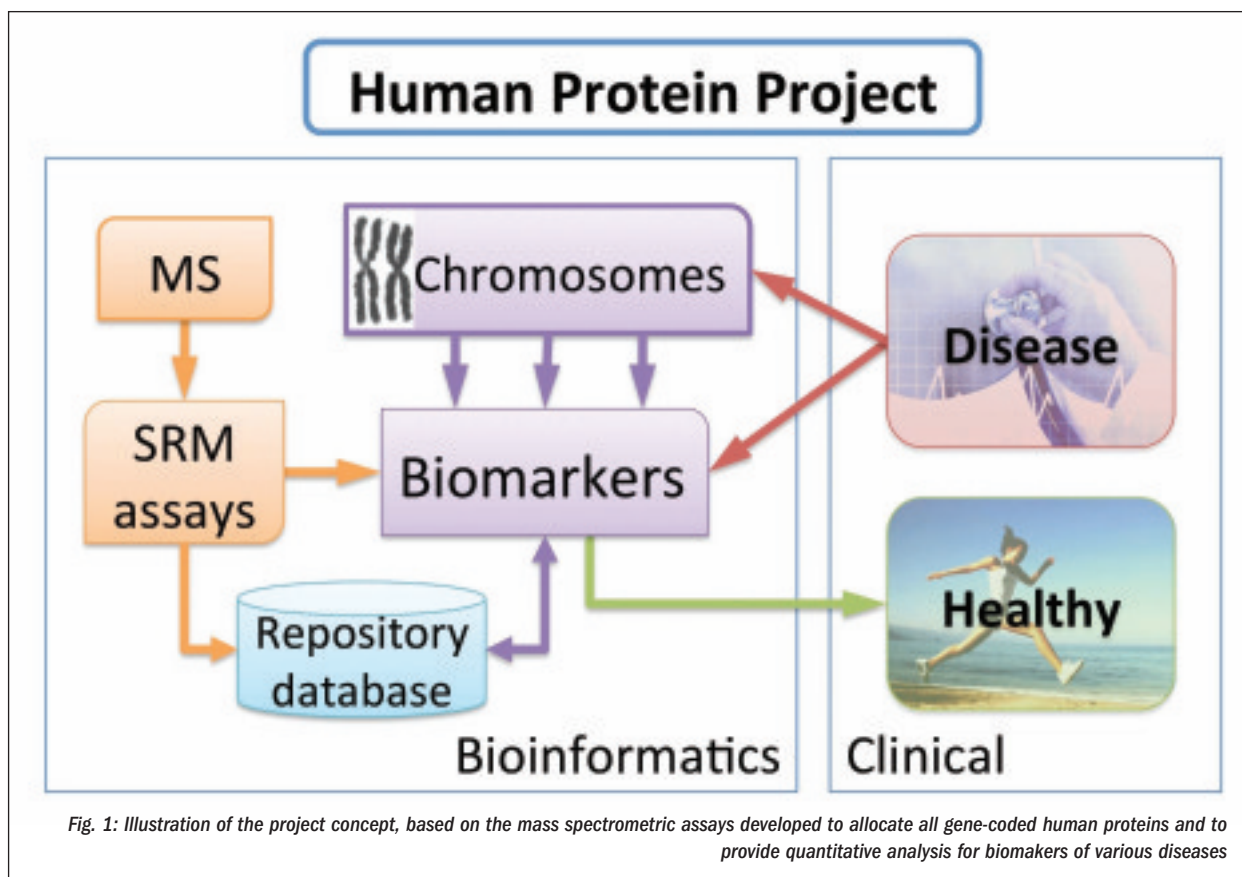 Human Protein Project
MS
Chromosomes
Disease
SRM
assays
Biomarkers
Healthy
Repository
database
Bioinformatics
Clinical
Fig. 1: Illustration of the project concept, based on the mass spectrometric assays developed to allocate all gene-coded human proteins and to
provide quantitative analysis for biomakers of various diseases